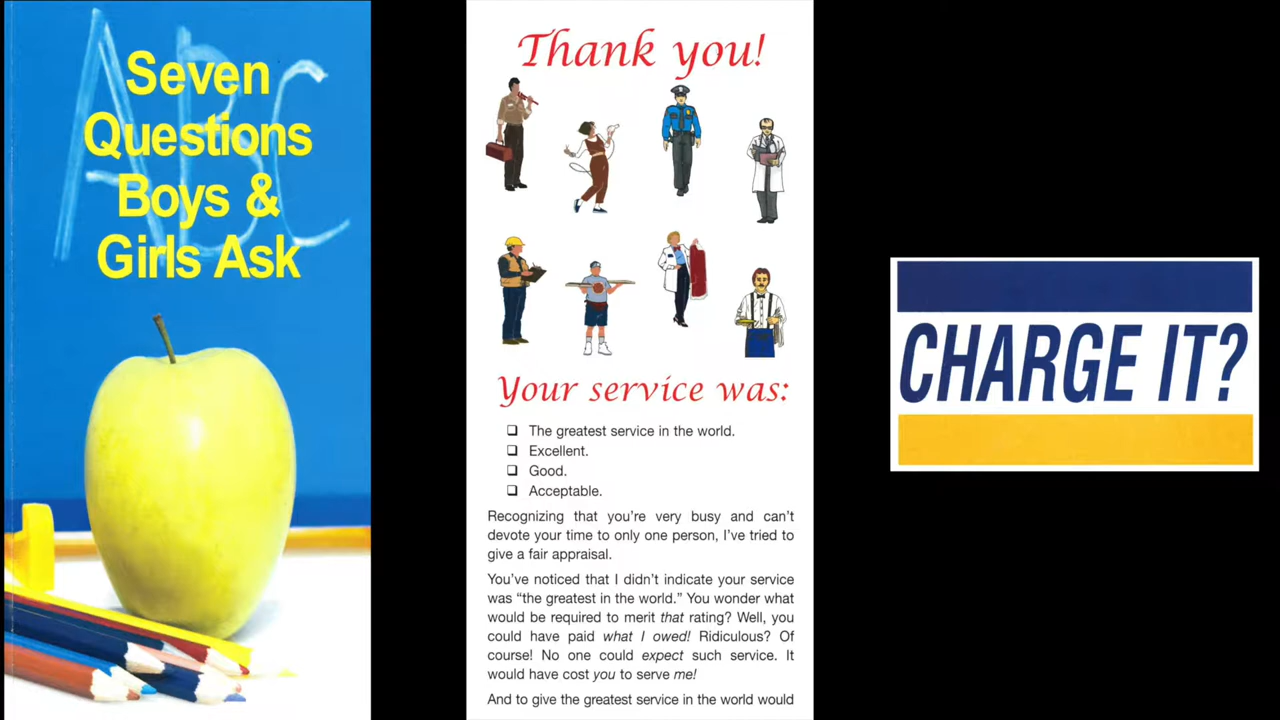 ABC
Seven
Questions
Boys &
Girls Ask
Thank you!
Your service was:
❑ The greatest service in the world.
❑ Excellent.
❑ Good.
❑ Acceptable.
Recognizing that you're very busy and can't
devote your time to only one person, I've tried to
give a fair appraisal.
You've noticed that I didn't indicate your service
was “the greatest in the world.” You wonder what
would be required to merit that rating? Well, you
could have paid what I owed! Ridiculous? Of
course! No one could expect such service. It
would have cost you to serve me!
And to give the greatest service in the world would
CHARGE IT?